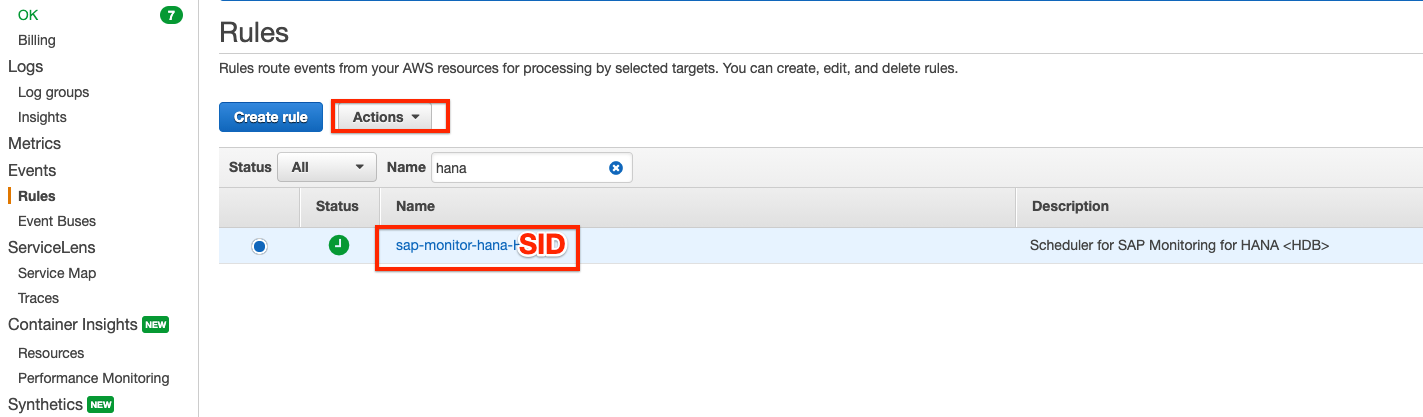 OK 7
Billing
Logs
Log groups
Insights
Metrics
Events
Rules
Event Buses
ServiceLens
Service Map
Traces
Container Insights NEW
Resources
Performance Monitoring
Synthetics NEW
Rules
Rules route events from your AWS resources for processing by selected targets. You can create, edit, and delete rules.
Create rule Actions
Status All Name hana
Status Name Description
sap-monitor-hana- SID Scheduler for SAP Monitoring for HANA <HDB>